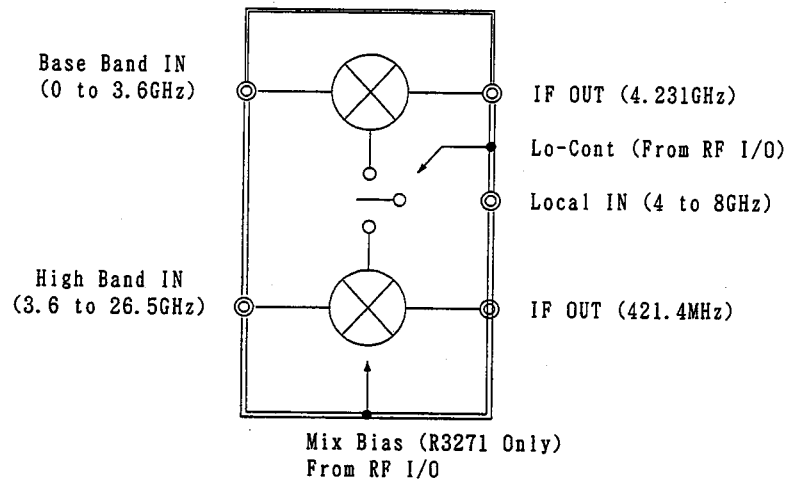 Base Band IN
(0 to 3.6GHz)
IF OUT (4.231GHz)
Lo-Cont (From RF I/O)
Local IN (4 to 8GHz)
High Band IN
(3.6 to 26.5GHz)
IF OUT (421.4MHz)
Mix Bias (R3271 Only)
From RF I/O